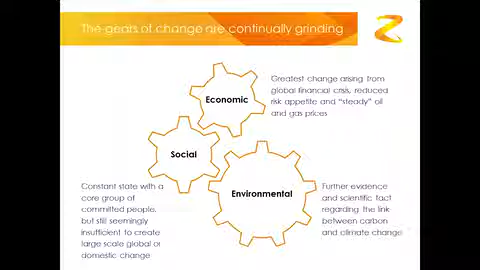 The goals of change are continually grinding
Economic
Greatest change arising from
global financial crisis, reduced
risk appetite and “steady” oil
and gas prices
Social
Environmental
Constant state with a
core group of
committed people,
but still seemingly
insufficient to create
large scale global or
domestic change
Further evidence
and scientific fact
regarding the link
between carbon
and climate change